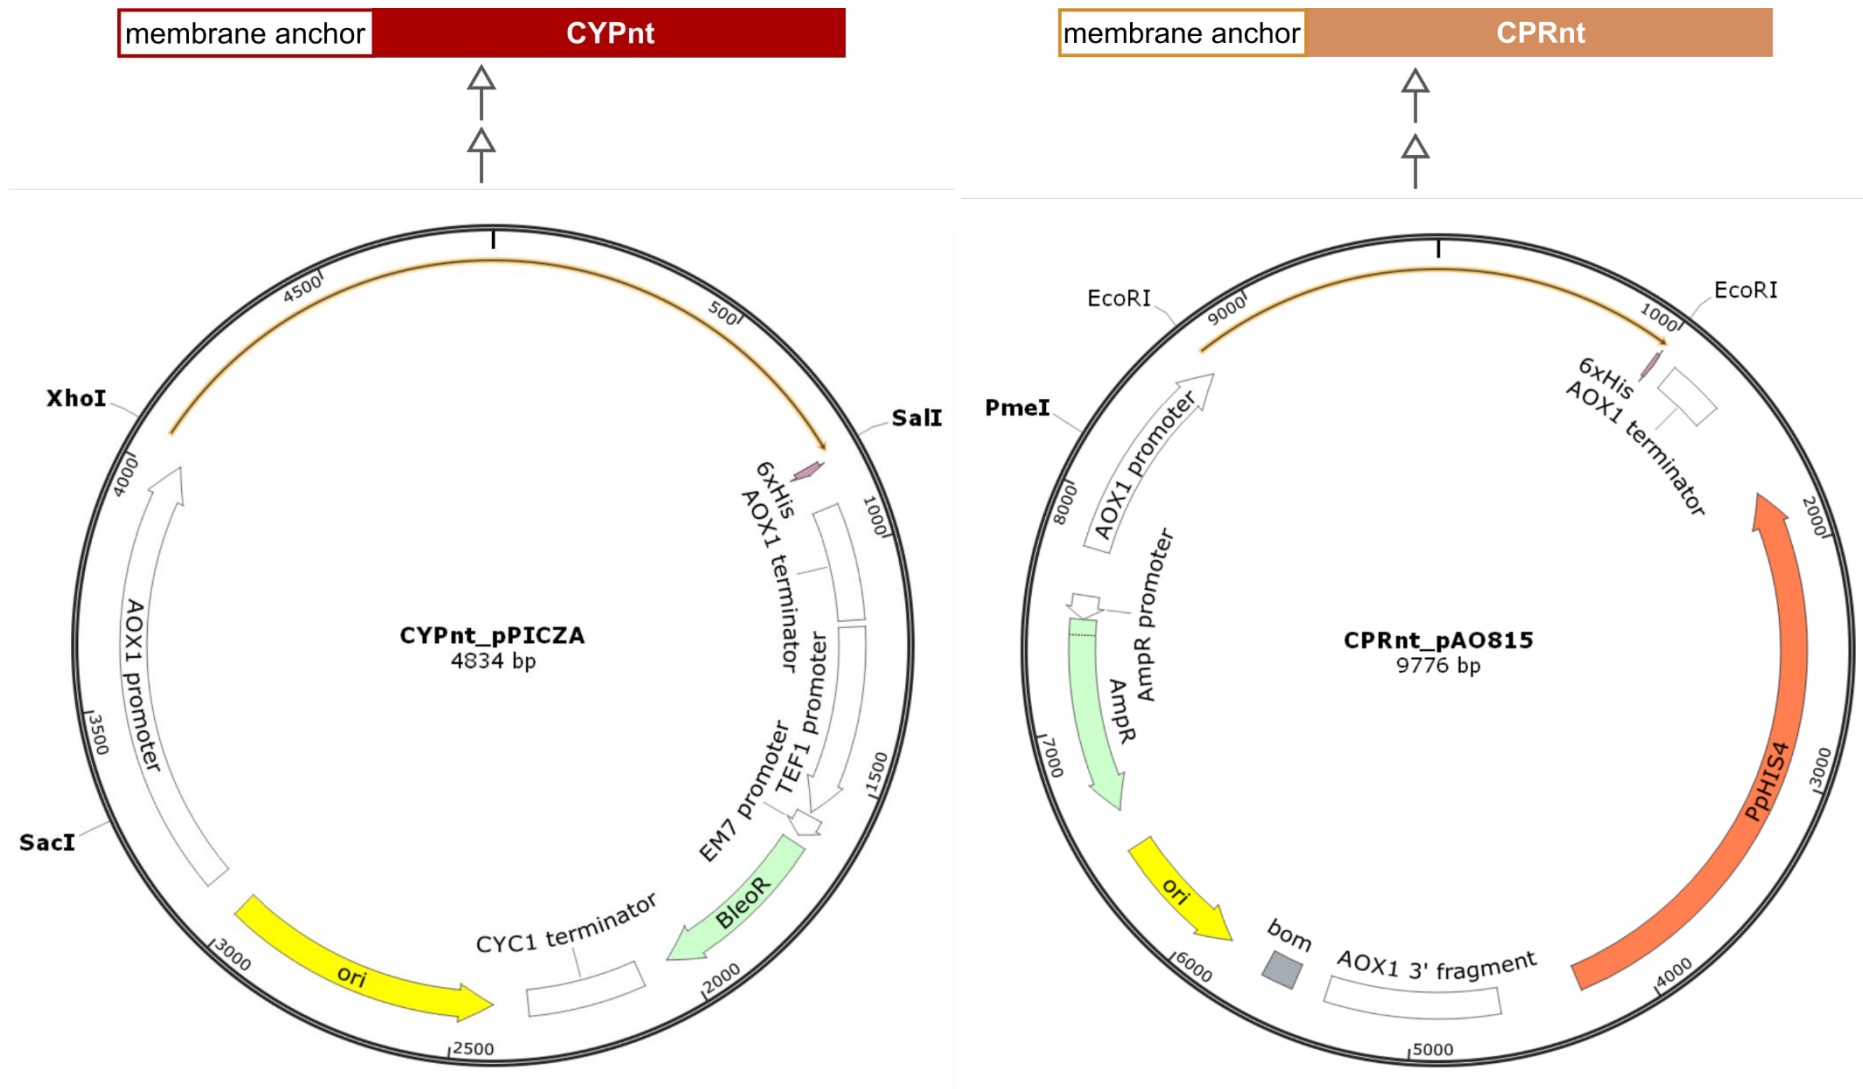 membrane anchor CYPnt
membrane anchor CPRnt
4500
500
XhoI
SalI
4000
6xHis
AOX1 terminator
1000
AOX1 promoter
CYPnt_pPICZA
4834 bp
3500
TEF1 promoter
EM7 promoter
1500
SacI
BleoR
CYC1 terminator
3000
ori
2000
2500
EcoRI
9000
1000
EcoRI
PmeI
6xHis
AOX1 terminator
AOX1 promoter
8000
2000
AmpR promoter
CPRnt_pAO815
9776 bp
AmpR
7000
PpHIS4
3000
ori
bom
AOX1 3' fragment
6000
4000
5000